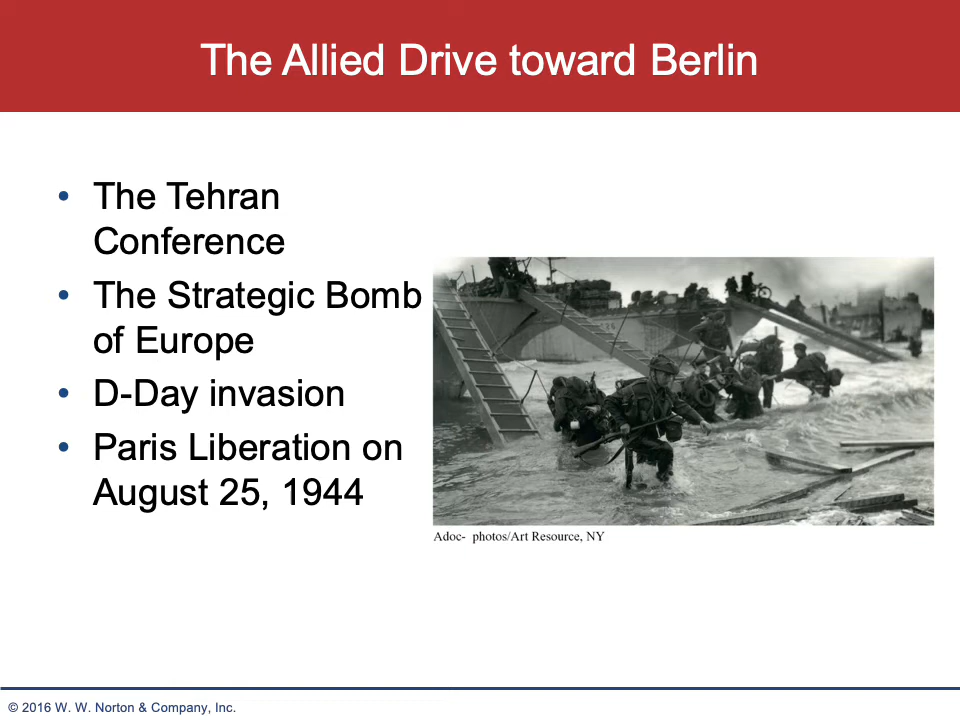 The Allied Drive toward Berlin
• The Tehran
Conference
• The Strategic Bomb
of Europe
• D-Day invasion
• Paris Liberation on
August 25, 1944
Adoc- photos/Art Resource, NY
© 2016 W. W. Norton & Company, Inc.